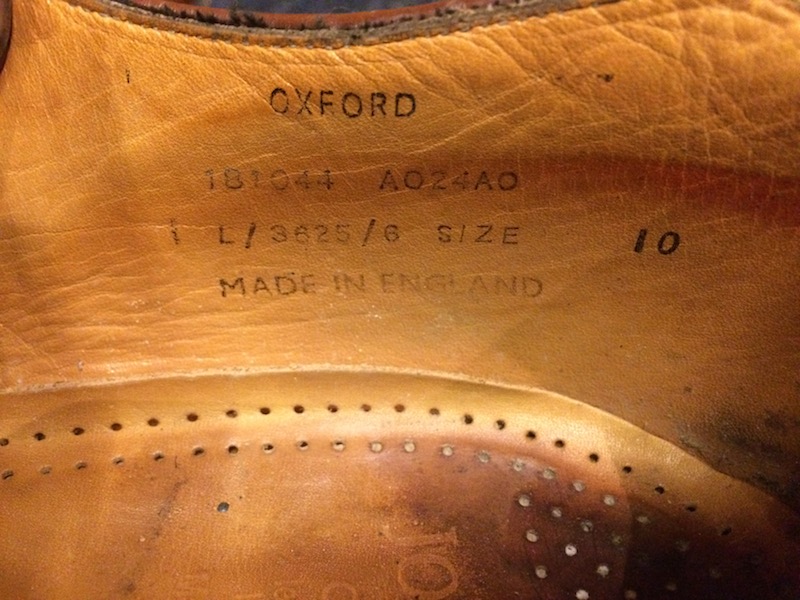 OXFORD
181044 A024A0
L/3625/6 SIZE 10
MADE IN ENGLAND